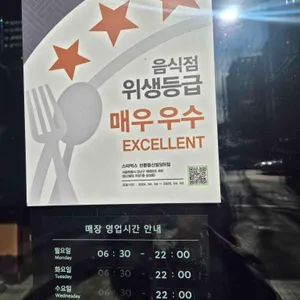 음식점
위생등급
매우 우수
EXCELLENT
스타벅스
매장 영업시간 안내
월요일
Monday
06 : 30 - 22 : 00
화요일
Tuesday
06 : 30 - 22 : 00
수요일
Wednesday
06 : 30 - 22 : 00